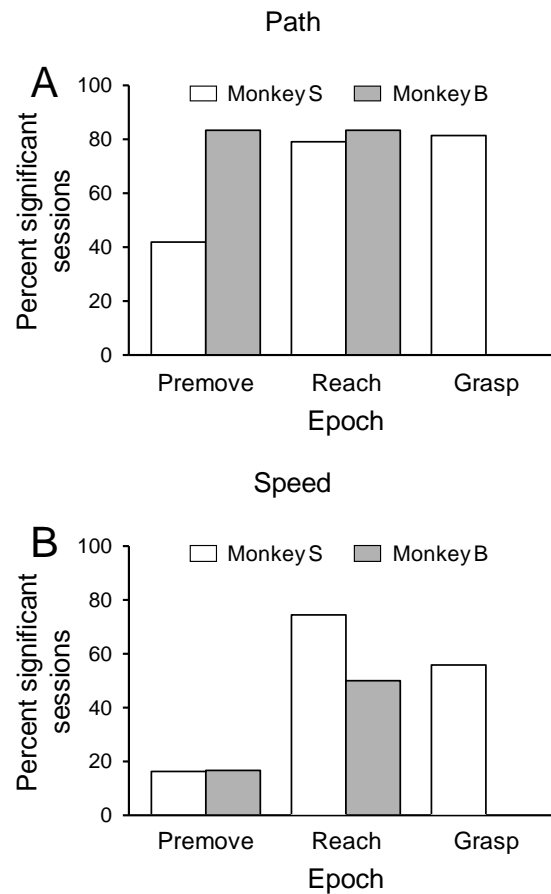 Path
A
Monkey S Monkey B
Percent significant
sessions
100
80
60
40
20
0
Premove Reach Grasp
Epoch
Speed
B
Monkey S Monkey B
Percent significant
sessions
100
80
60
40
20
0
Premove Reach Grasp
Epoch